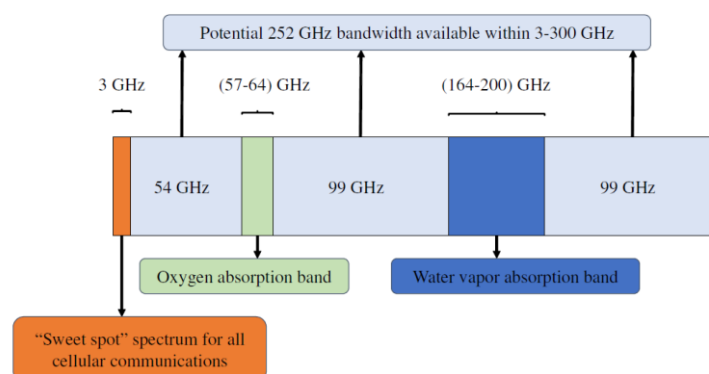 Potential 252 GHz bandwidth available within 3-300 GHz
3 GHz
(57-64) GHz
(164-200) GHz
54 GHz
99 GHz
99 GHz
Oxygen absorption band
Water vapor absorption band
“Sweet spot” spectrum for all
cellular communications